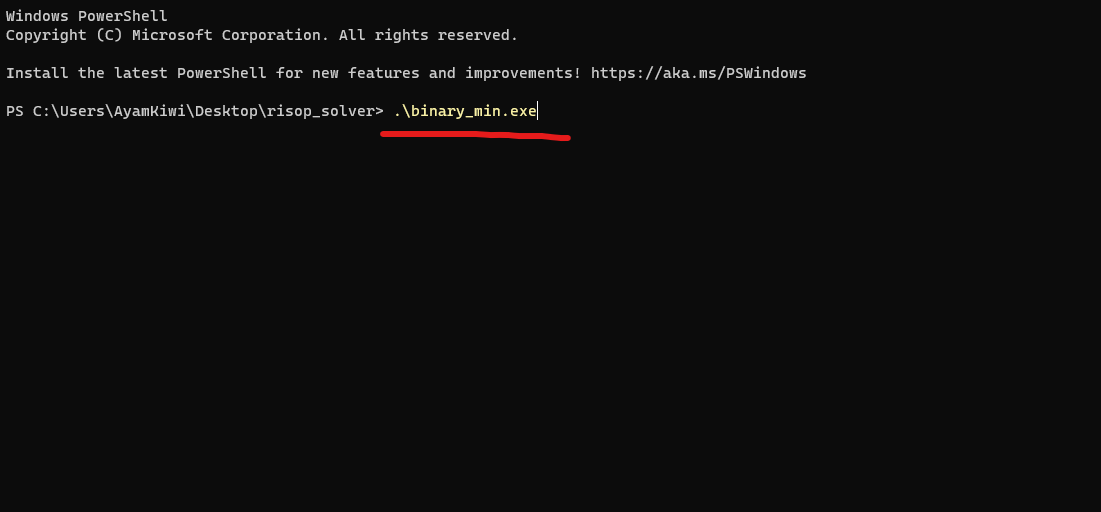 Windows PowerShell
Copyright (C) Microsoft Corporation. All rights reserved.
Install the latest PowerShell for new features and improvements! https://aka.ms/PSWindows
PS C:\Users\AyamKiwi\Desktop\risop_solver> .\binary_min.exe